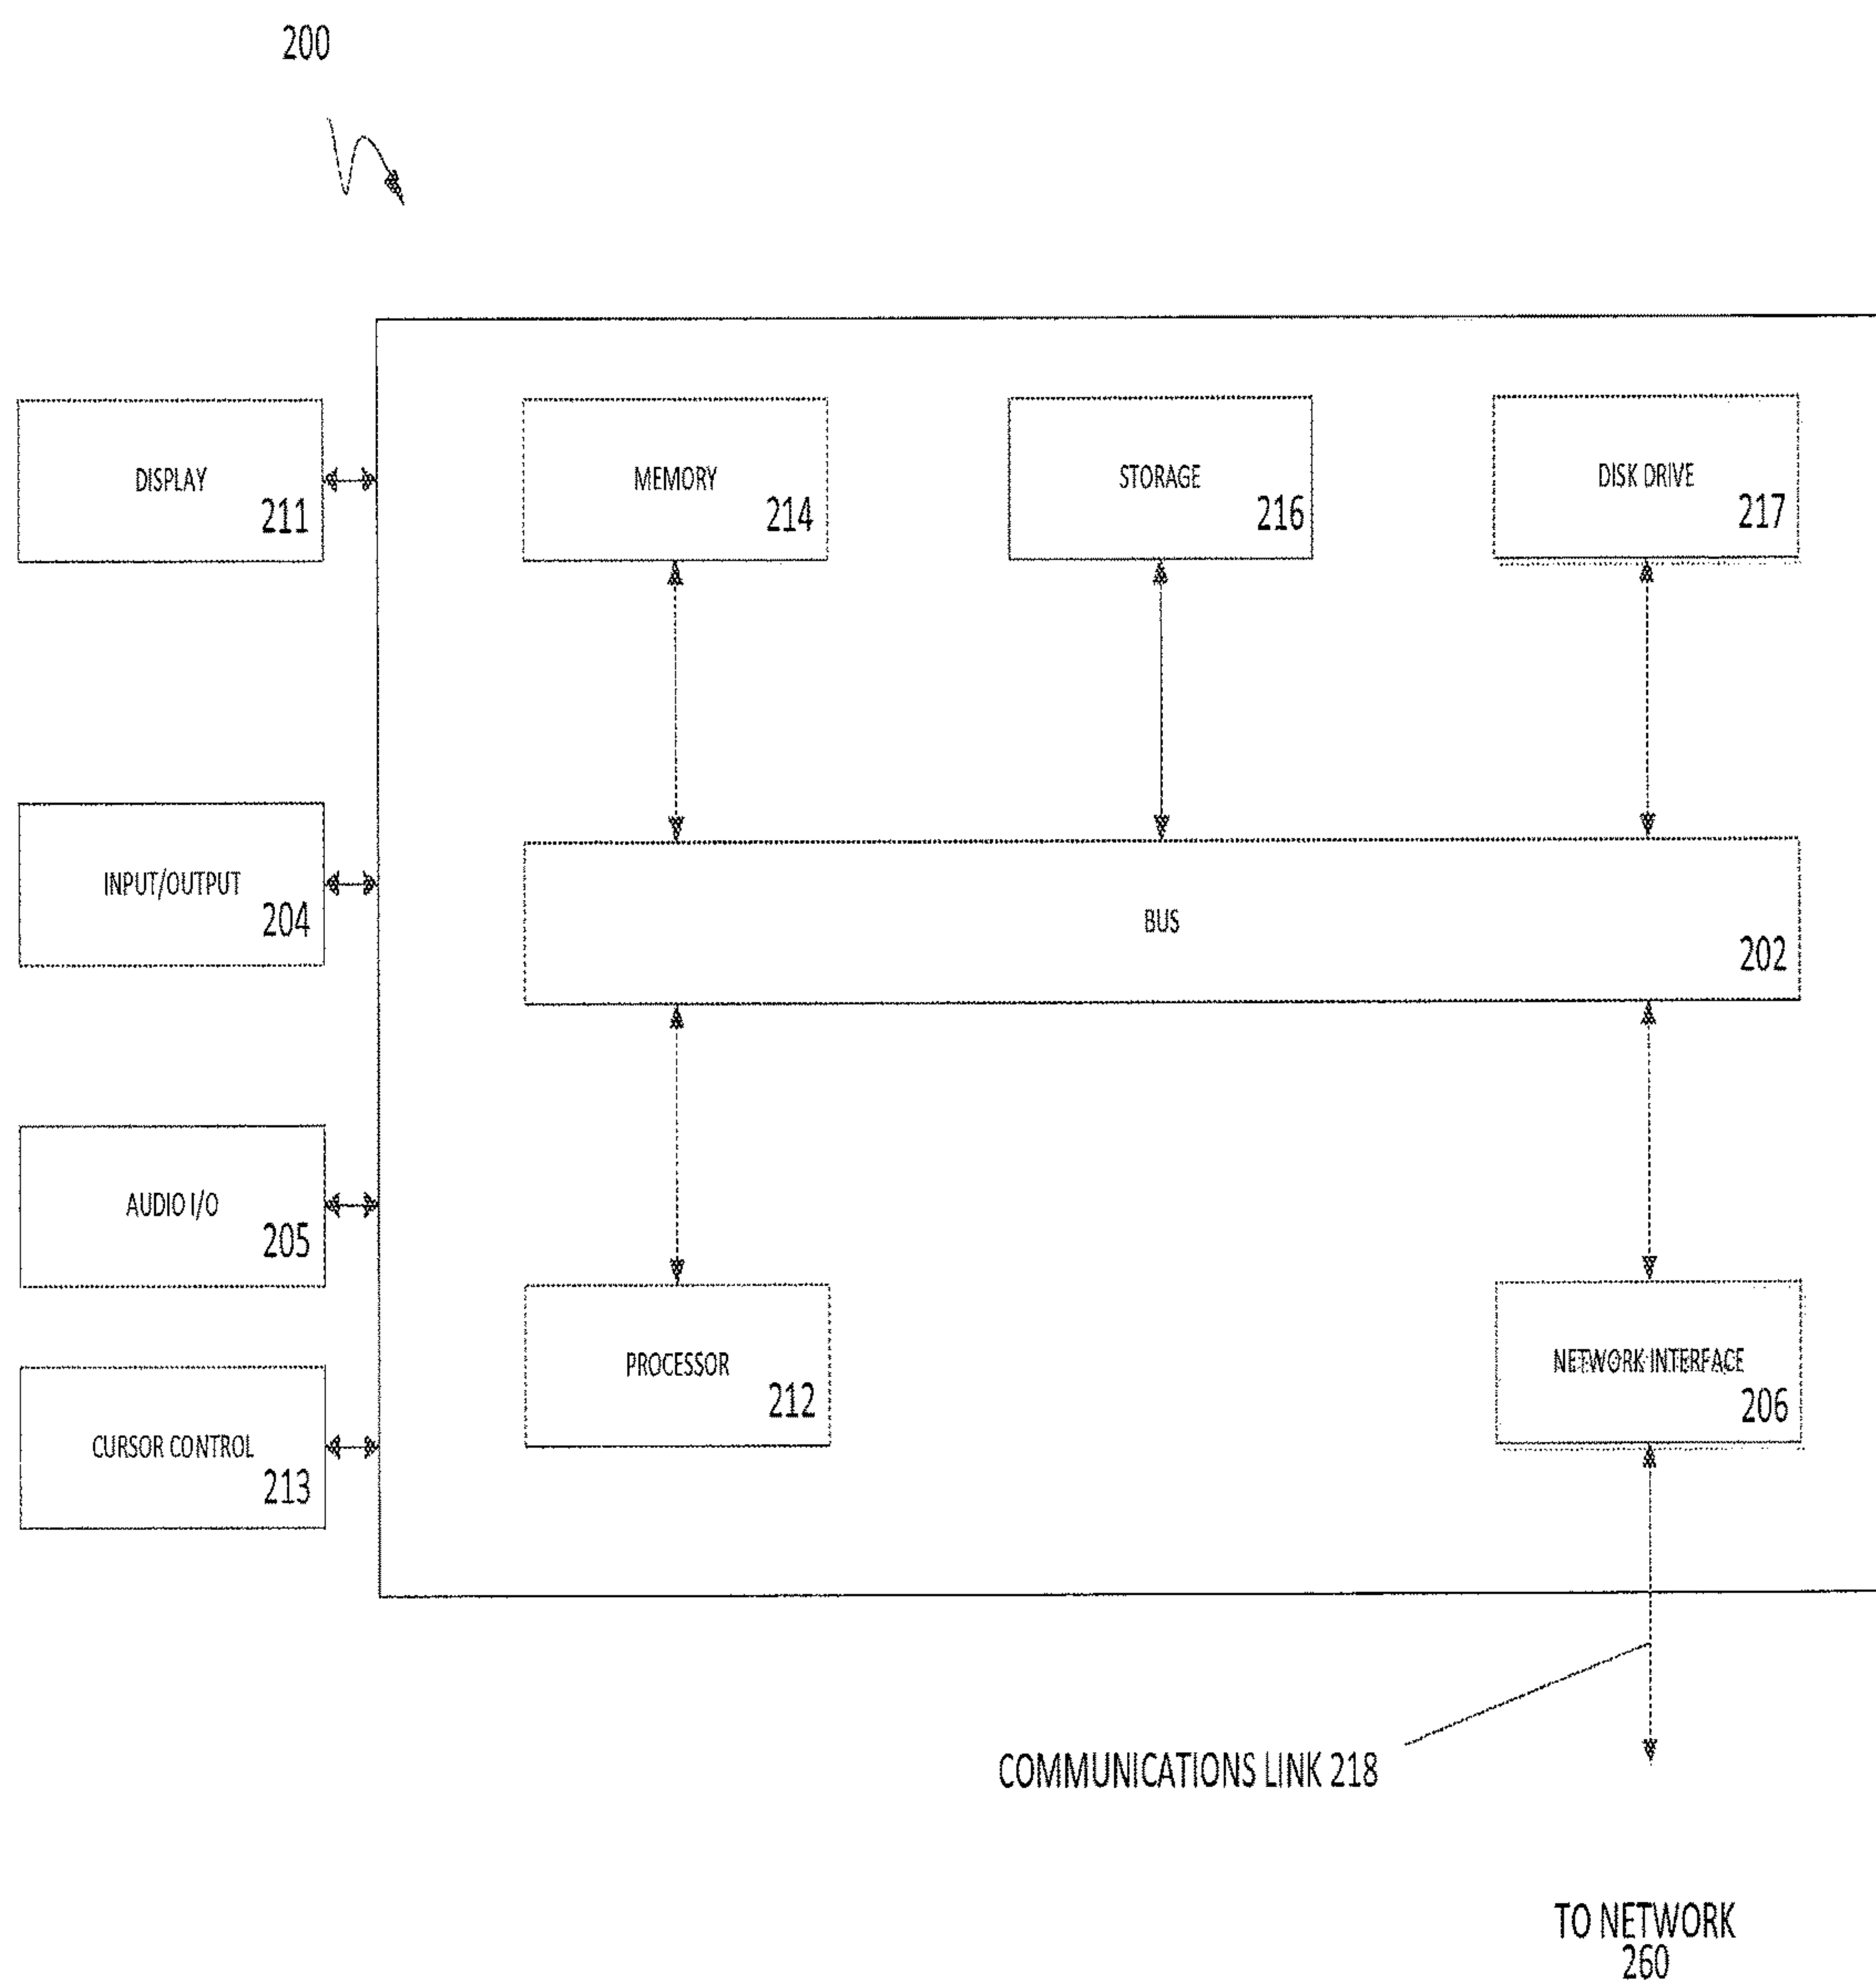 200
DISPLAY
211
MEMORY
214
STORAGE
216
DISK DRIVE
217
INPUT/OUTPUT
204
BUS
202
AUDIO I/O
205
PROCESSOR
212
NETWORK INTERFACE
206
CURSOR CONTROL
213
COMMUNICATIONS LINK 218
TO NETWORK
260